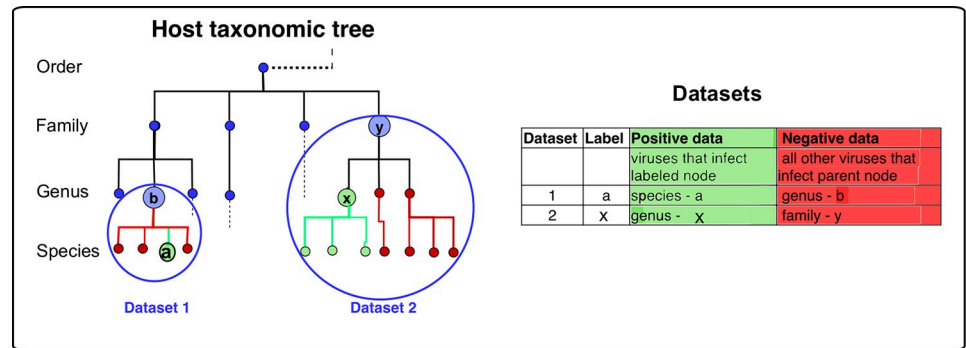 Host taxonomic tree
Order
Family
y
Genus
b
x
Species
a
Dataset 1
Dataset 2
Datasets
Dataset Label Positive data Negative data
viruses that infect labeled node all other viruses that infect parent node
1 a species - a genus - b
2 x genus - x family - y